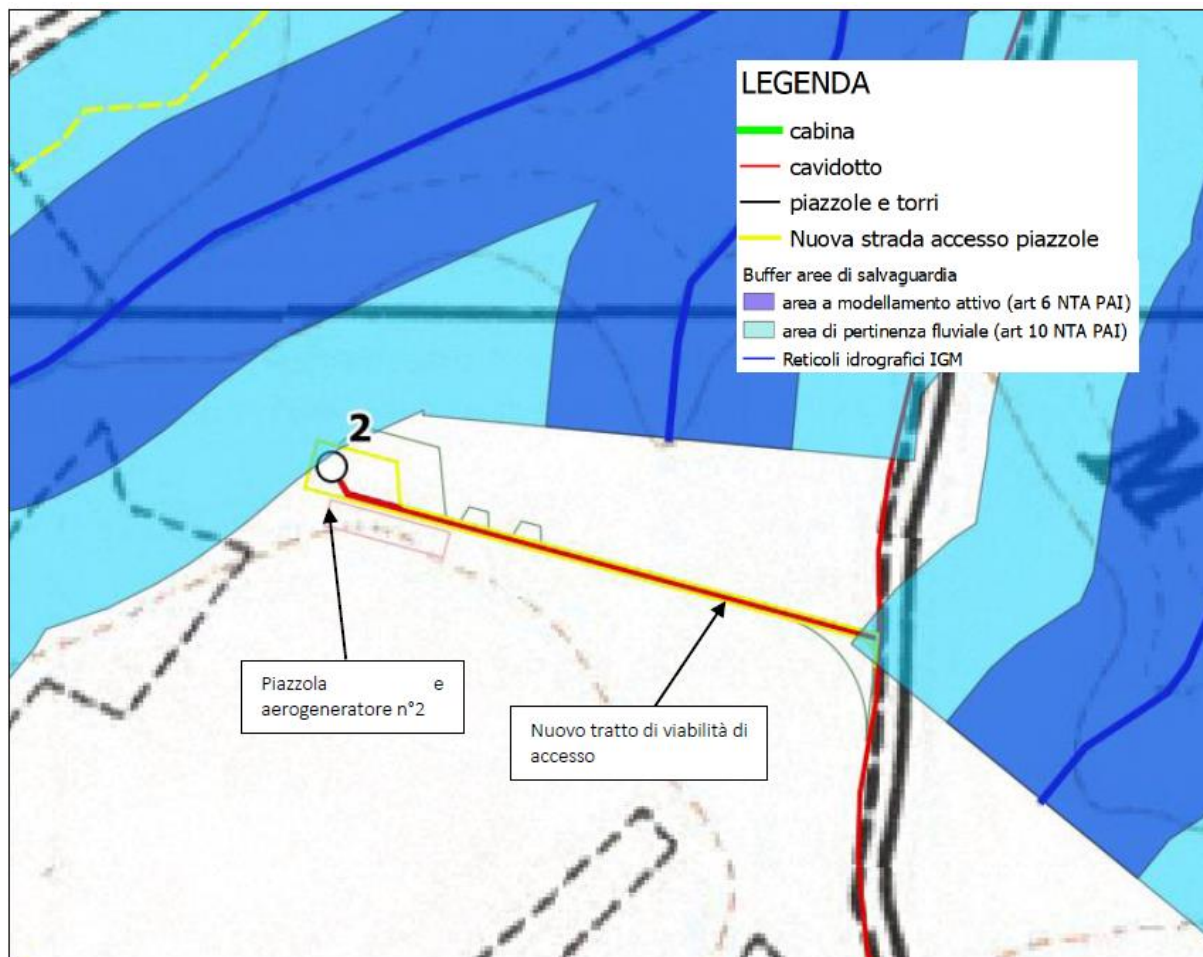 LEGENDA
cabina
cavidotto
piazzole e torri
Nuova strada accesso piazzole
Buffer aree di salvaguardia
area a modellamento attivo (art 6 NTA PAI)
area di pertinenza fluviale (art 10 NTA PAI)
Reticoli idrografici IGM
2
M
Piazzola e
aerogeneratore n°2
Nuovo tratto di viabilità di
accesso